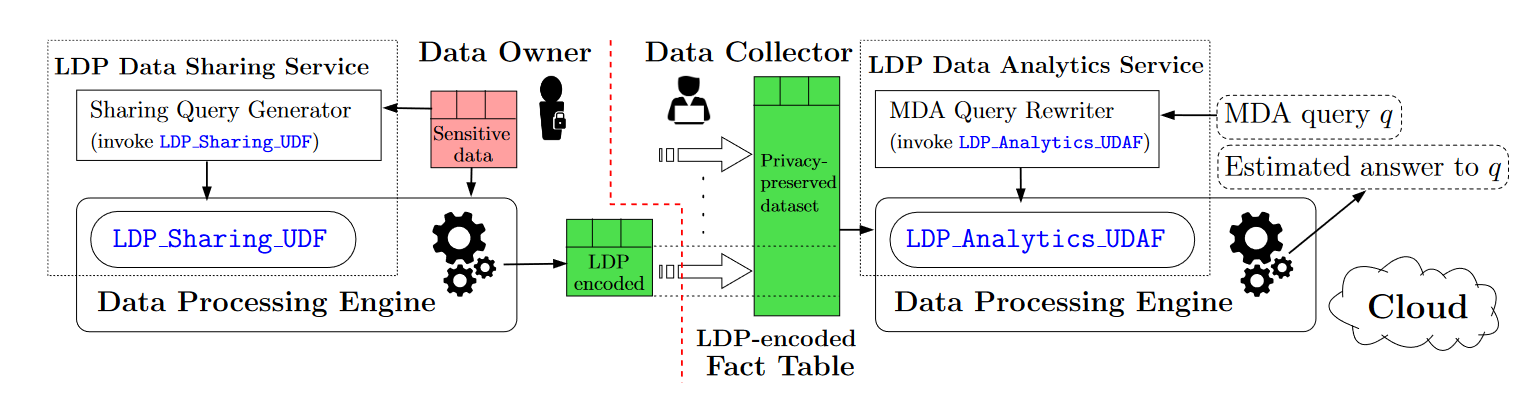 LDP Data Sharing Service
Sharing Query Generator
(invoke LDP_Sharing_UDF)
LDP_Sharing_UDF
Data Processing Engine
Data Owner
Sensitive
data
LDP
encoded
Data Collector
Privacy-
preserved
dataset
LDP-encoded
Fact Table
LDP Data Analytics Service
MDA Query Rewriter
(invoke LDP_Analytics_UDAF)
LDP_Analytics_UDAF
Data Processing Engine
MDA query q
Estimated answer to q
Cloud